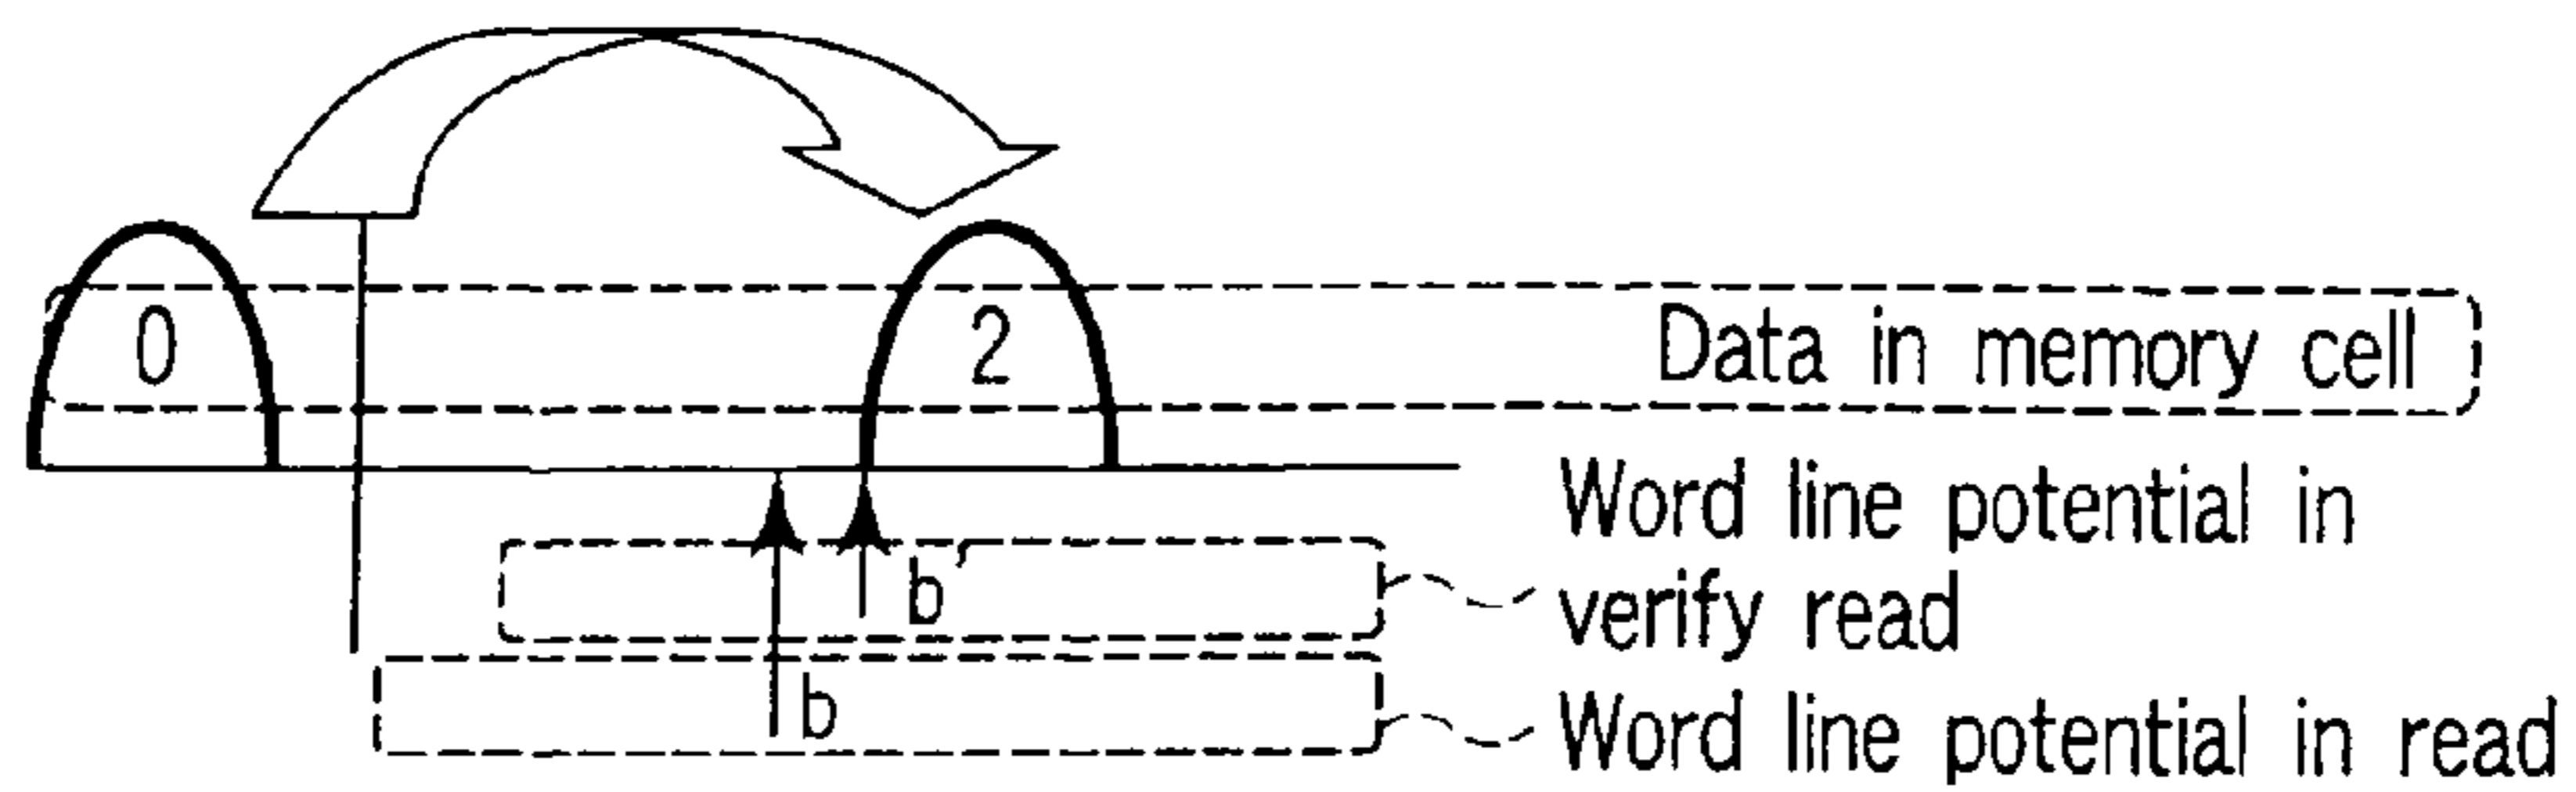 0
2
Data in memory cell
Word line potential in
b′
verify read
b
Word line potential in read